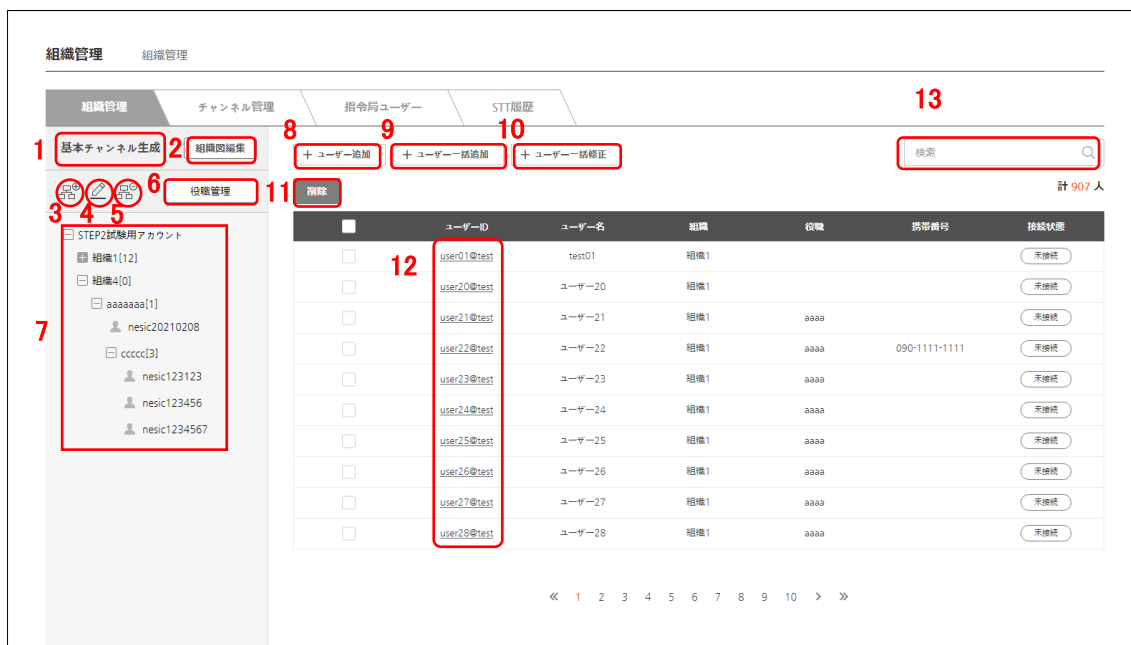 組織管理 組織管理
組織管理 チャンネル管理 指令局ユーザー STT履歴
13
8 9 10
1 基本チャンネル生成 2 組織図編集
+ ユーザー追加 + ユーザー一括追加 + ユーザー一括修正
検索
3 4 5 6 役職管理
11 削除
計 907 人
7
STEP2試験用アカウント
組織1[12]
組織4[0]
aaaaaaa[1]
nesic20210208
ccccc[3]
nesic123123
nesic123456
nesic1234567
12
ユーザーID ユーザー名 組織 役職 携帯番号 接続状態
user01@test test01 組織1 未接続
user20@test ユーザー20 組織1 未接続
user21@test ユーザー21 組織1 aaaa 未接続
user22@test ユーザー22 組織1 aaaa 090-1111-1111 未接続
user23@test ユーザー23 組織1 aaaa 未接続
user24@test ユーザー24 組織1 aaaa 未接続
user25@test ユーザー25 組織1 aaaa 未接続
user26@test ユーザー26 組織1 aaaa 未接続
user27@test ユーザー27 組織1 aaaa 未接続
user28@test ユーザー28 組織1 aaaa 未接続
≪ 1 2 3 4 5 6 7 8 9 10 > ≫